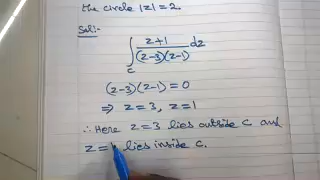 the circle |z|=2.
Sol:-
∫_C (z+1)/((z-3)(z-1)) dz
(z-3)(z-1) = 0
⇒ z=3, z=1
∴ Here z=3 lies outside C and
z=1 lies inside C.